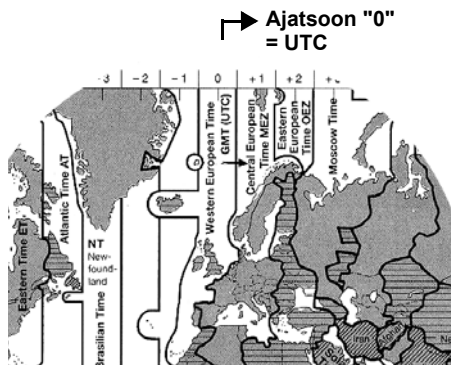 Ajatsoon "0"
= UTC
-3 -2 -1 0 +1 +2
Eastern Time ET
Atlantic Time AT
NT
New-
found-
land
Brasilian Time
Western European Time
GMT (UTC)
Central European
Time MEZ
Eastern
European
Time OEZ
Moscow Time
Iran